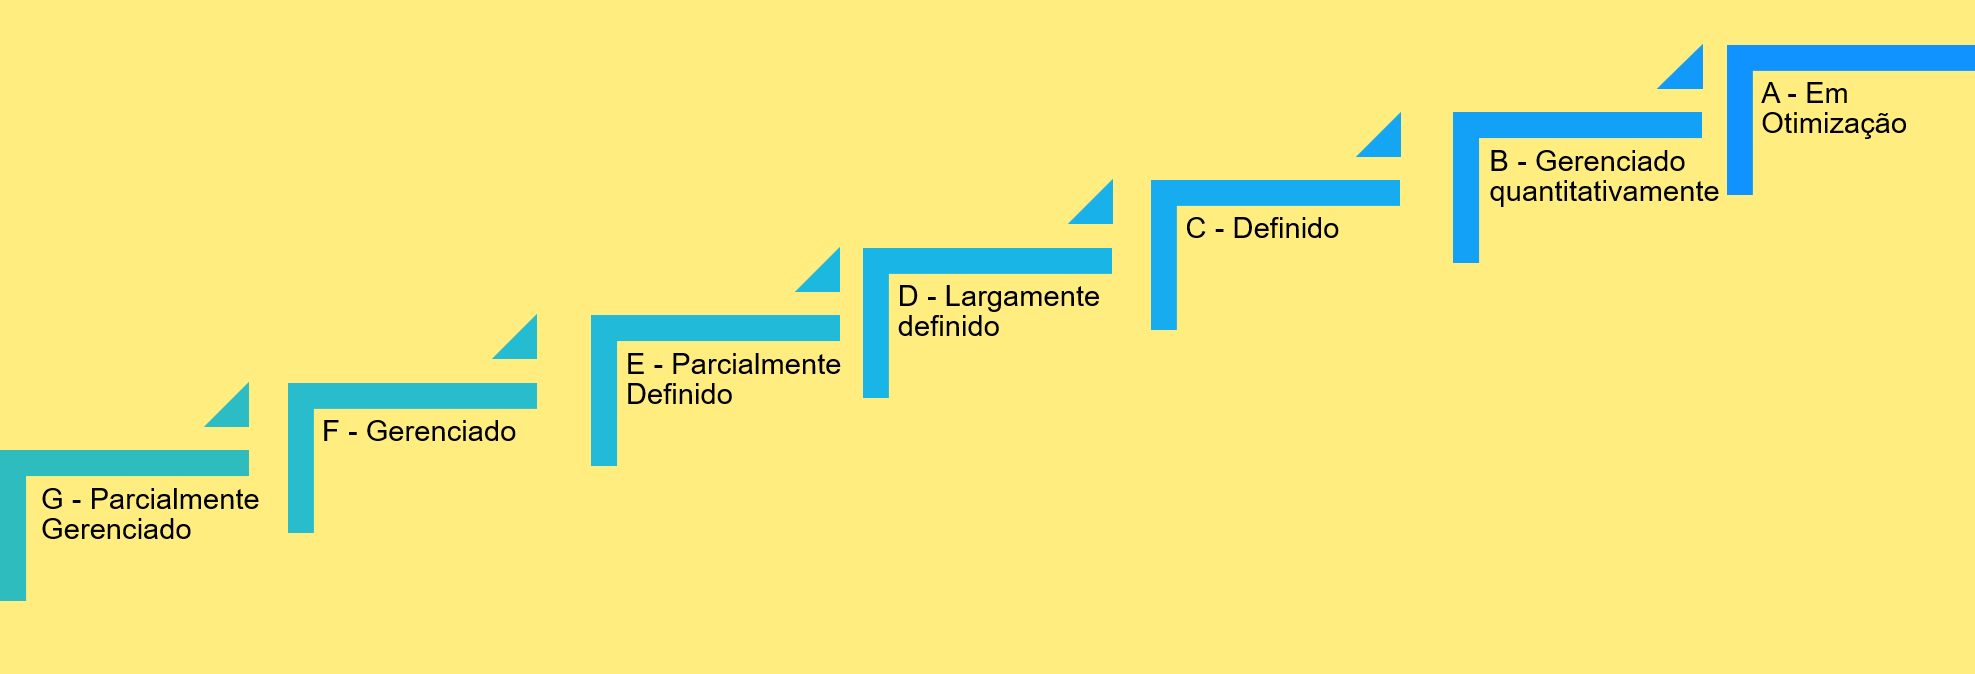 A - Em
Otimização
B - Gerenciado
quantitativamente
C - Definido
D - Largamente
definido
E - Parcialmente
Definido
F - Gerenciado
G - Parcialmente
Gerenciado